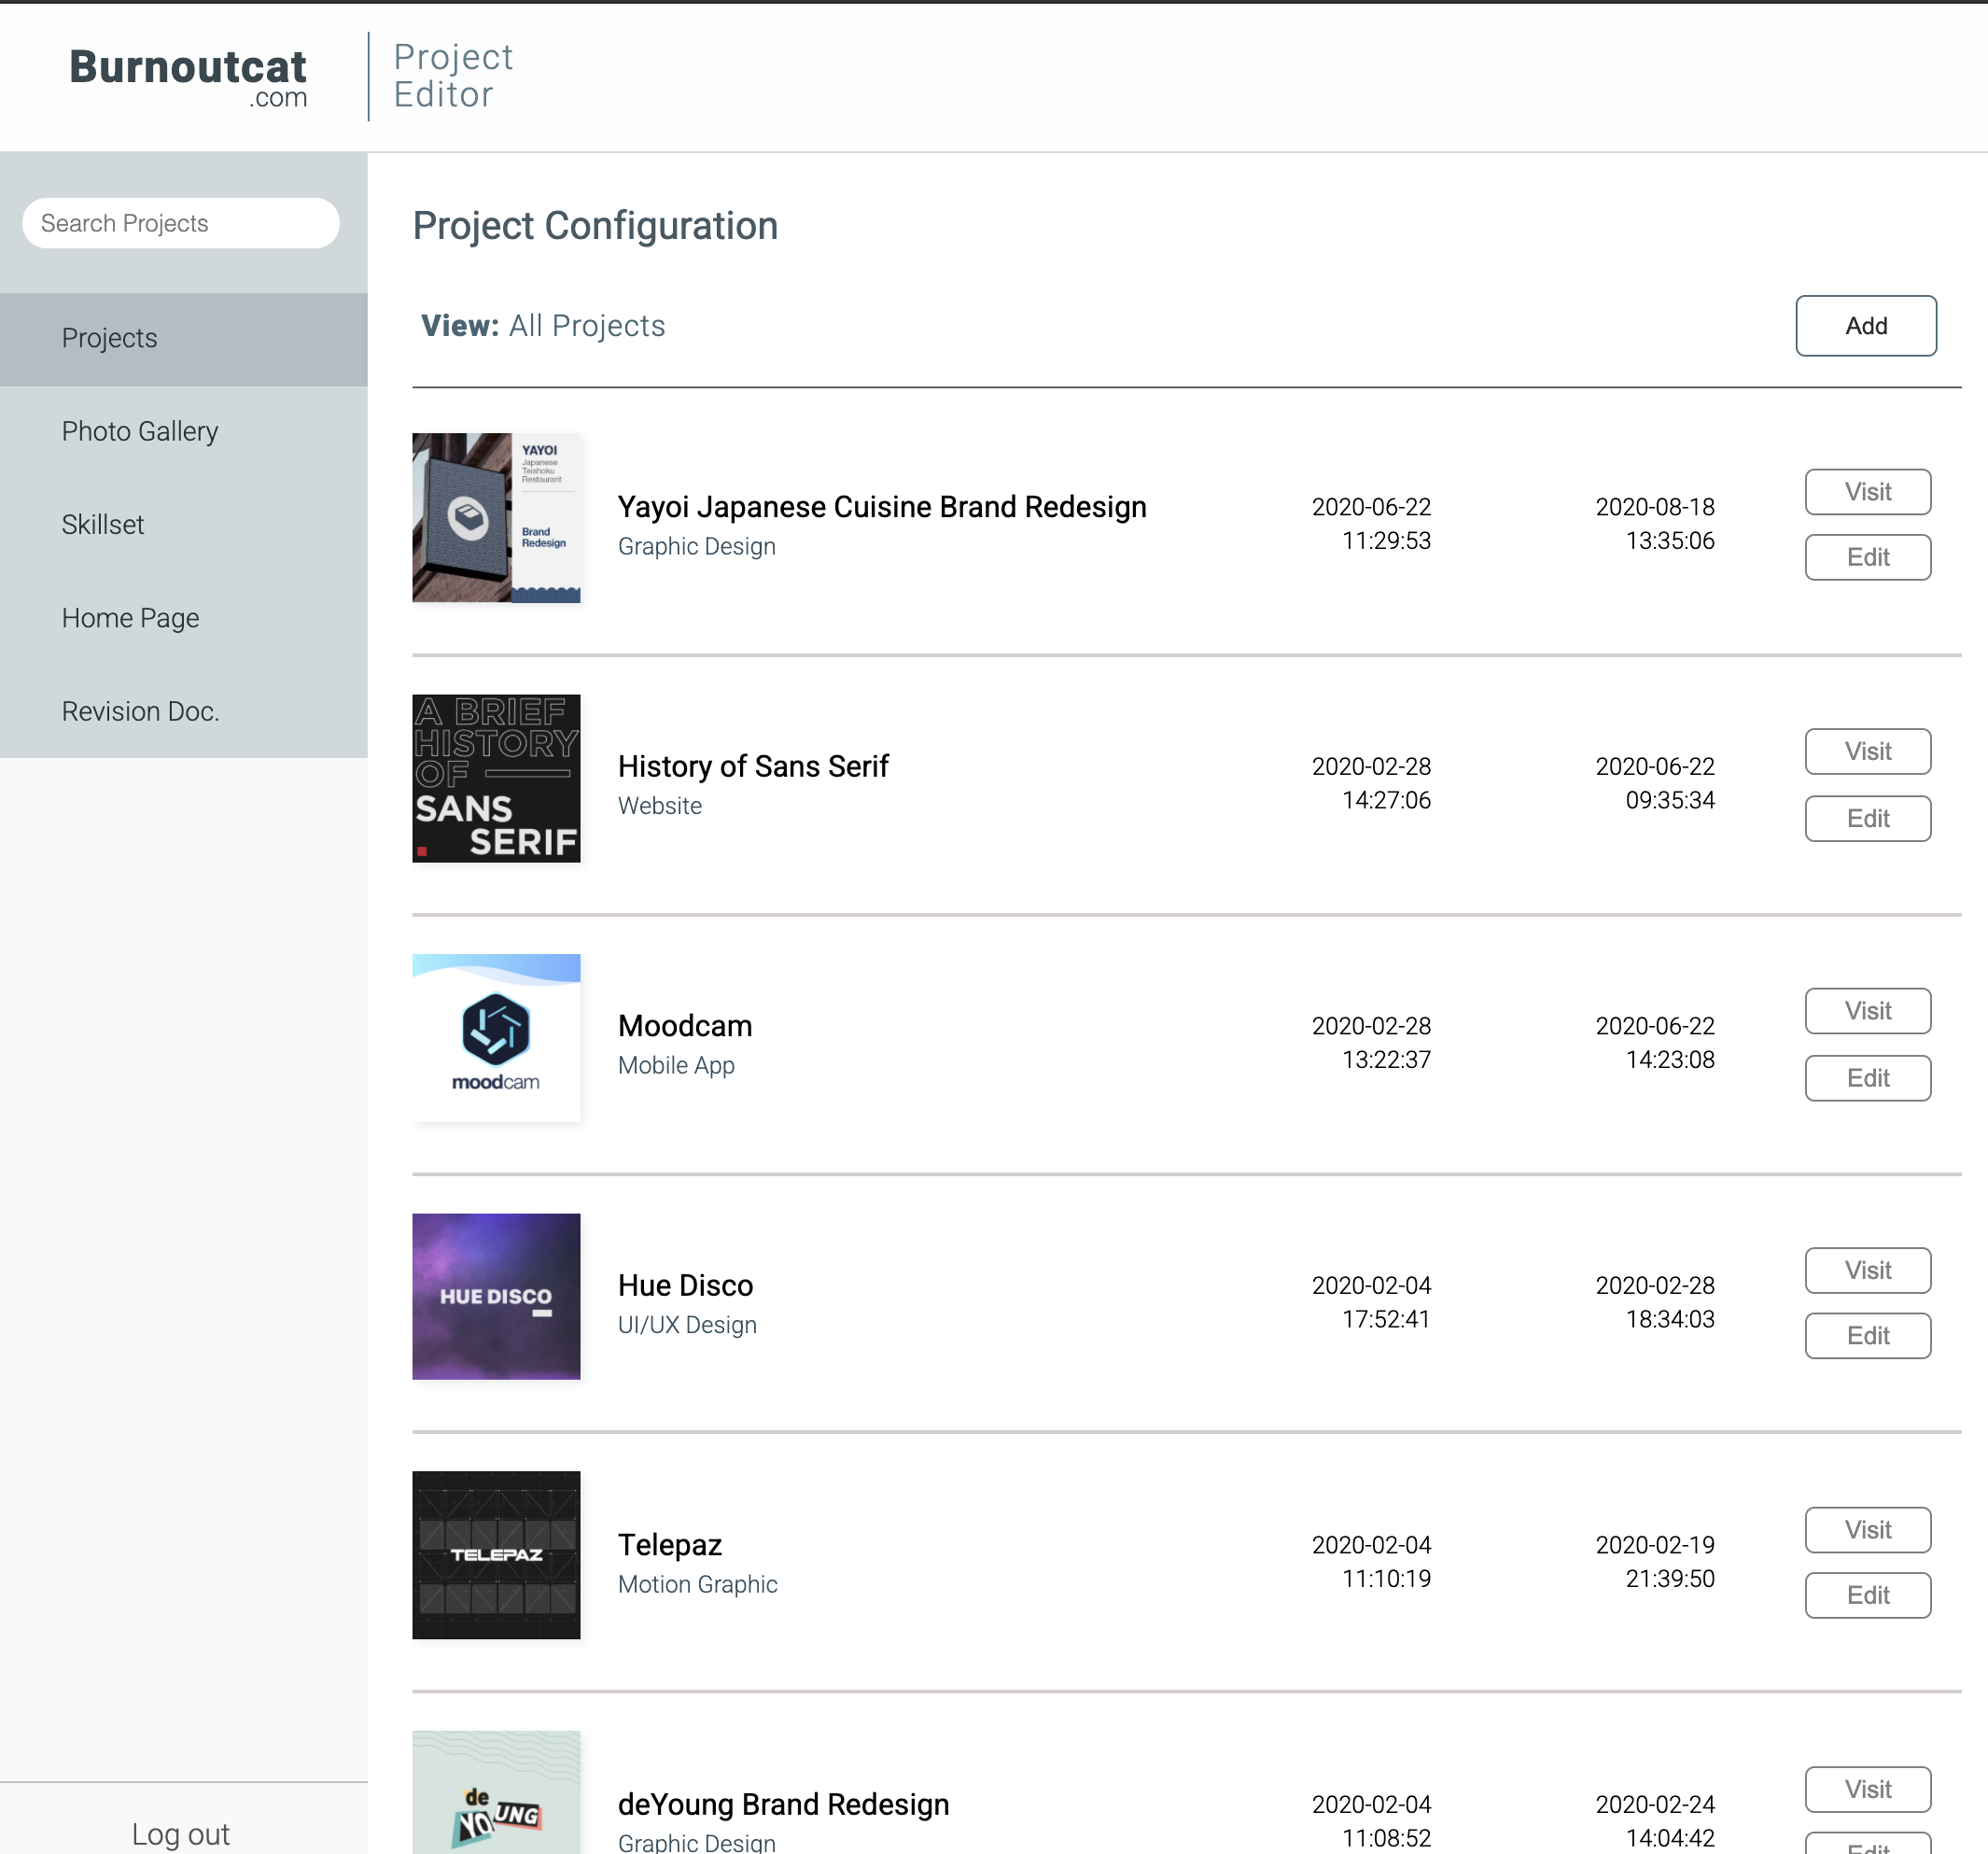 Burnoutcat
.com
Project
Editor
Search Projects
Projects
Photo Gallery
Skillset
Home Page
Revision Doc.
Log out
Project Configuration
View: All Projects
Add
YAYOI
Japanese
Teishoku
Restaurant
Brand
Redesign
Yayoi Japanese Cuisine Brand Redesign
Graphic Design
2020-06-22
11:29:53
2020-08-18
13:35:06
Visit
Edit
A BRIEF
HISTORY
OF
SANS
SERIF
History of Sans Serif
Website
2020-02-28
14:27:06
2020-06-22
09:35:34
Visit
Edit
moodcam
Moodcam
Mobile App
2020-02-28
13:22:37
2020-06-22
14:23:08
Visit
Edit
HUE DISCO
Hue Disco
UI/UX Design
2020-02-04
17:52:41
2020-02-28
18:34:03
Visit
Edit
TELEPAZ
Telepaz
Motion Graphic
2020-02-04
11:10:19
2020-02-19
21:39:50
Visit
Edit
de
YOUNG
deYoung Brand Redesign
Graphic Design
2020-02-04
11:08:52
2020-02-24
14:04:42
Visit
Edit